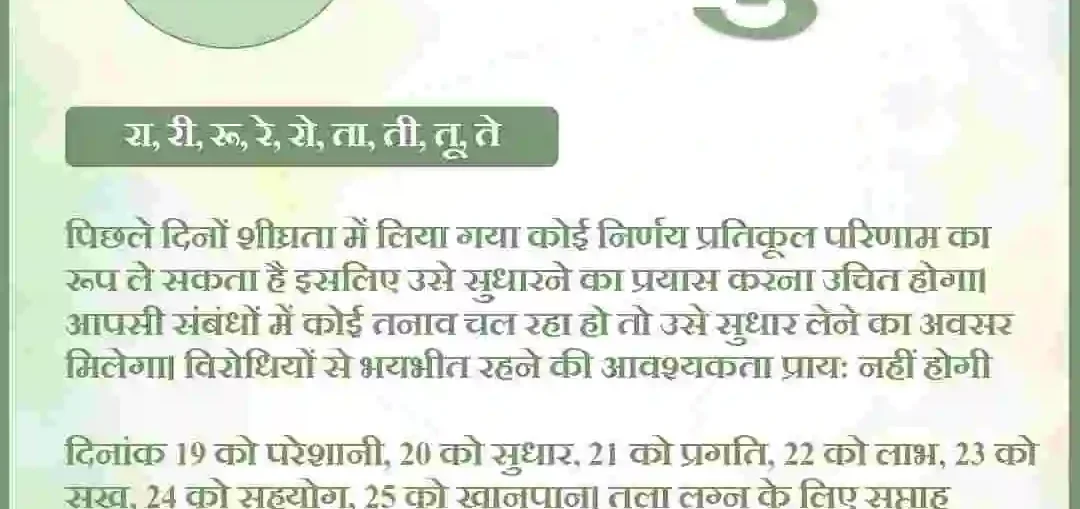 रा, री, रू, रे, रो, ता, ती, तू, ते
पिछले दिनों शीघ्रता में लिया गया कोई निर्णय प्रतिकूल परिणाम का
रूप ले सकता है इसलिए उसे सुधारने का प्रयास करना उचित होगा।
आपसी संबंधों में कोई तनाव चल रहा हो तो उसे सुधार लेने का अवसर
मिलेगा। विरोधियों से भयभीत रहने की आवश्यकता प्रायः नहीं होगी
दिनांक 19 को परेशानी, 20 को सुधार, 21 को प्रगति, 22 को लाभ, 23 को
सुख, 24 को सहयोग, 25 को खानपान। तुला लग्न के लिए सप्ताह